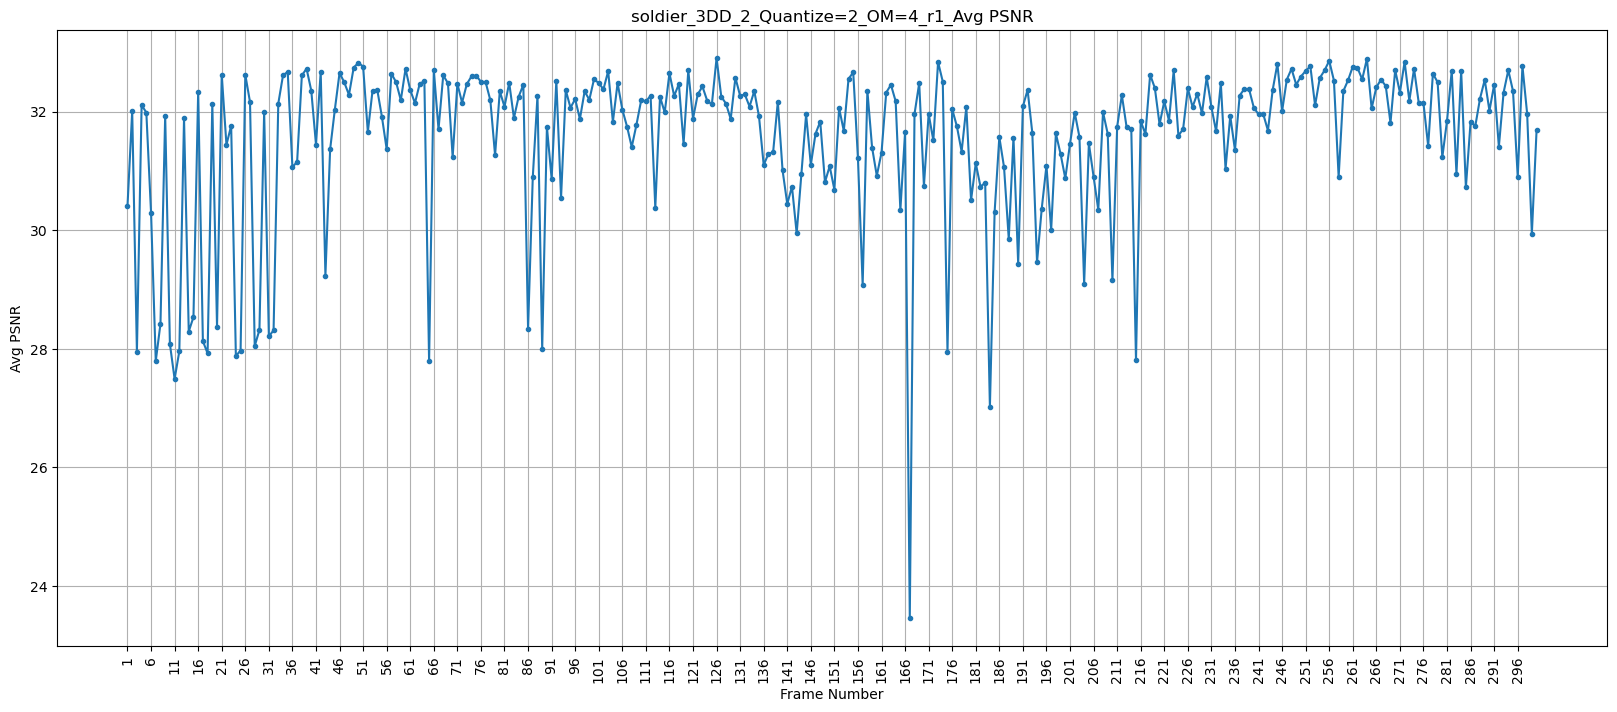 soldier_3DD_2_Quantize=2_OM=4_r1_Avg PSNR
32
30
28
26
24
Avg PSNR
1 6 11 16 21 26 31 36 41 46 51 56 61 66 71 76 81 86 91 96 101 106 111 116 121 126 131 136 141 146 151 156 161 166 171 176 181 186 191 196 201 206 211 216 221 226 231 236 241 246 251 256 261 266 271 276 281 286 291 296
Frame Number